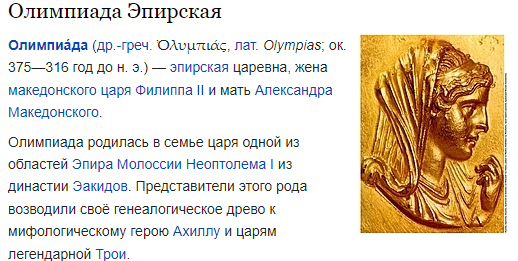 Олимпиада Эпирская
Олимпиа́да (др.-греч. Ὀλυμπιάς, лат. Olympias; ок.
375—316 год до н. э.) — эпирская царевна, жена
македонского царя Филиппа II и мать Александра
Македонского.
Олимпиада родилась в семье царя одной из
областей Эпира Молоссии Неоптолема I из
династии Эакидов. Представители этого рода
возводили своё генеалогическое древо к
мифологическому герою Ахиллу и царям
легендарной Трои.